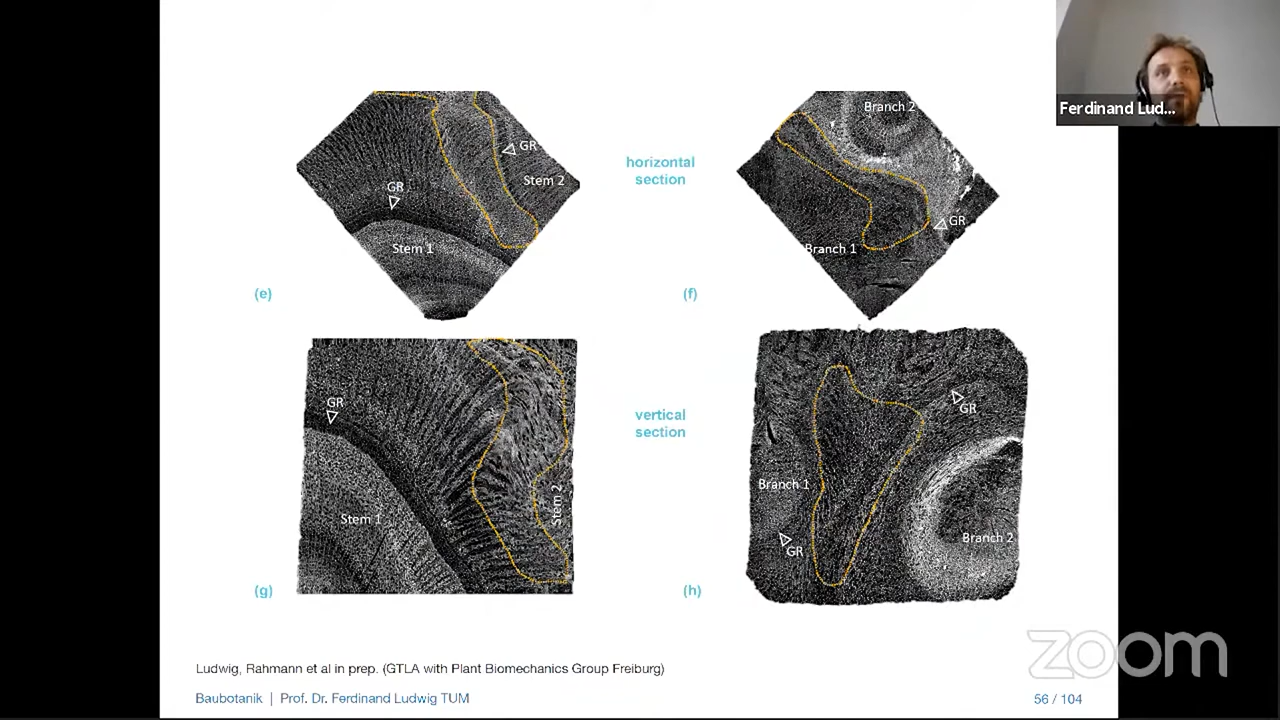 Ferdinand Lud...
GR
Stem 2
GR
Stem 1
(e)
horizontal
section
Branch 2
GR
Branch 1
(f)
GR
Stem 1
Stem 2
(g)
vertical
section
GR
Branch 1
GR
Branch 2
(h)
zoom
Ludwig, Rahmann et al in prep. (GTLA with Plant Biomechanics Group Freiburg)
Baubotanik | Prof. Dr. Ferdinand Ludwig TUM
56 / 104